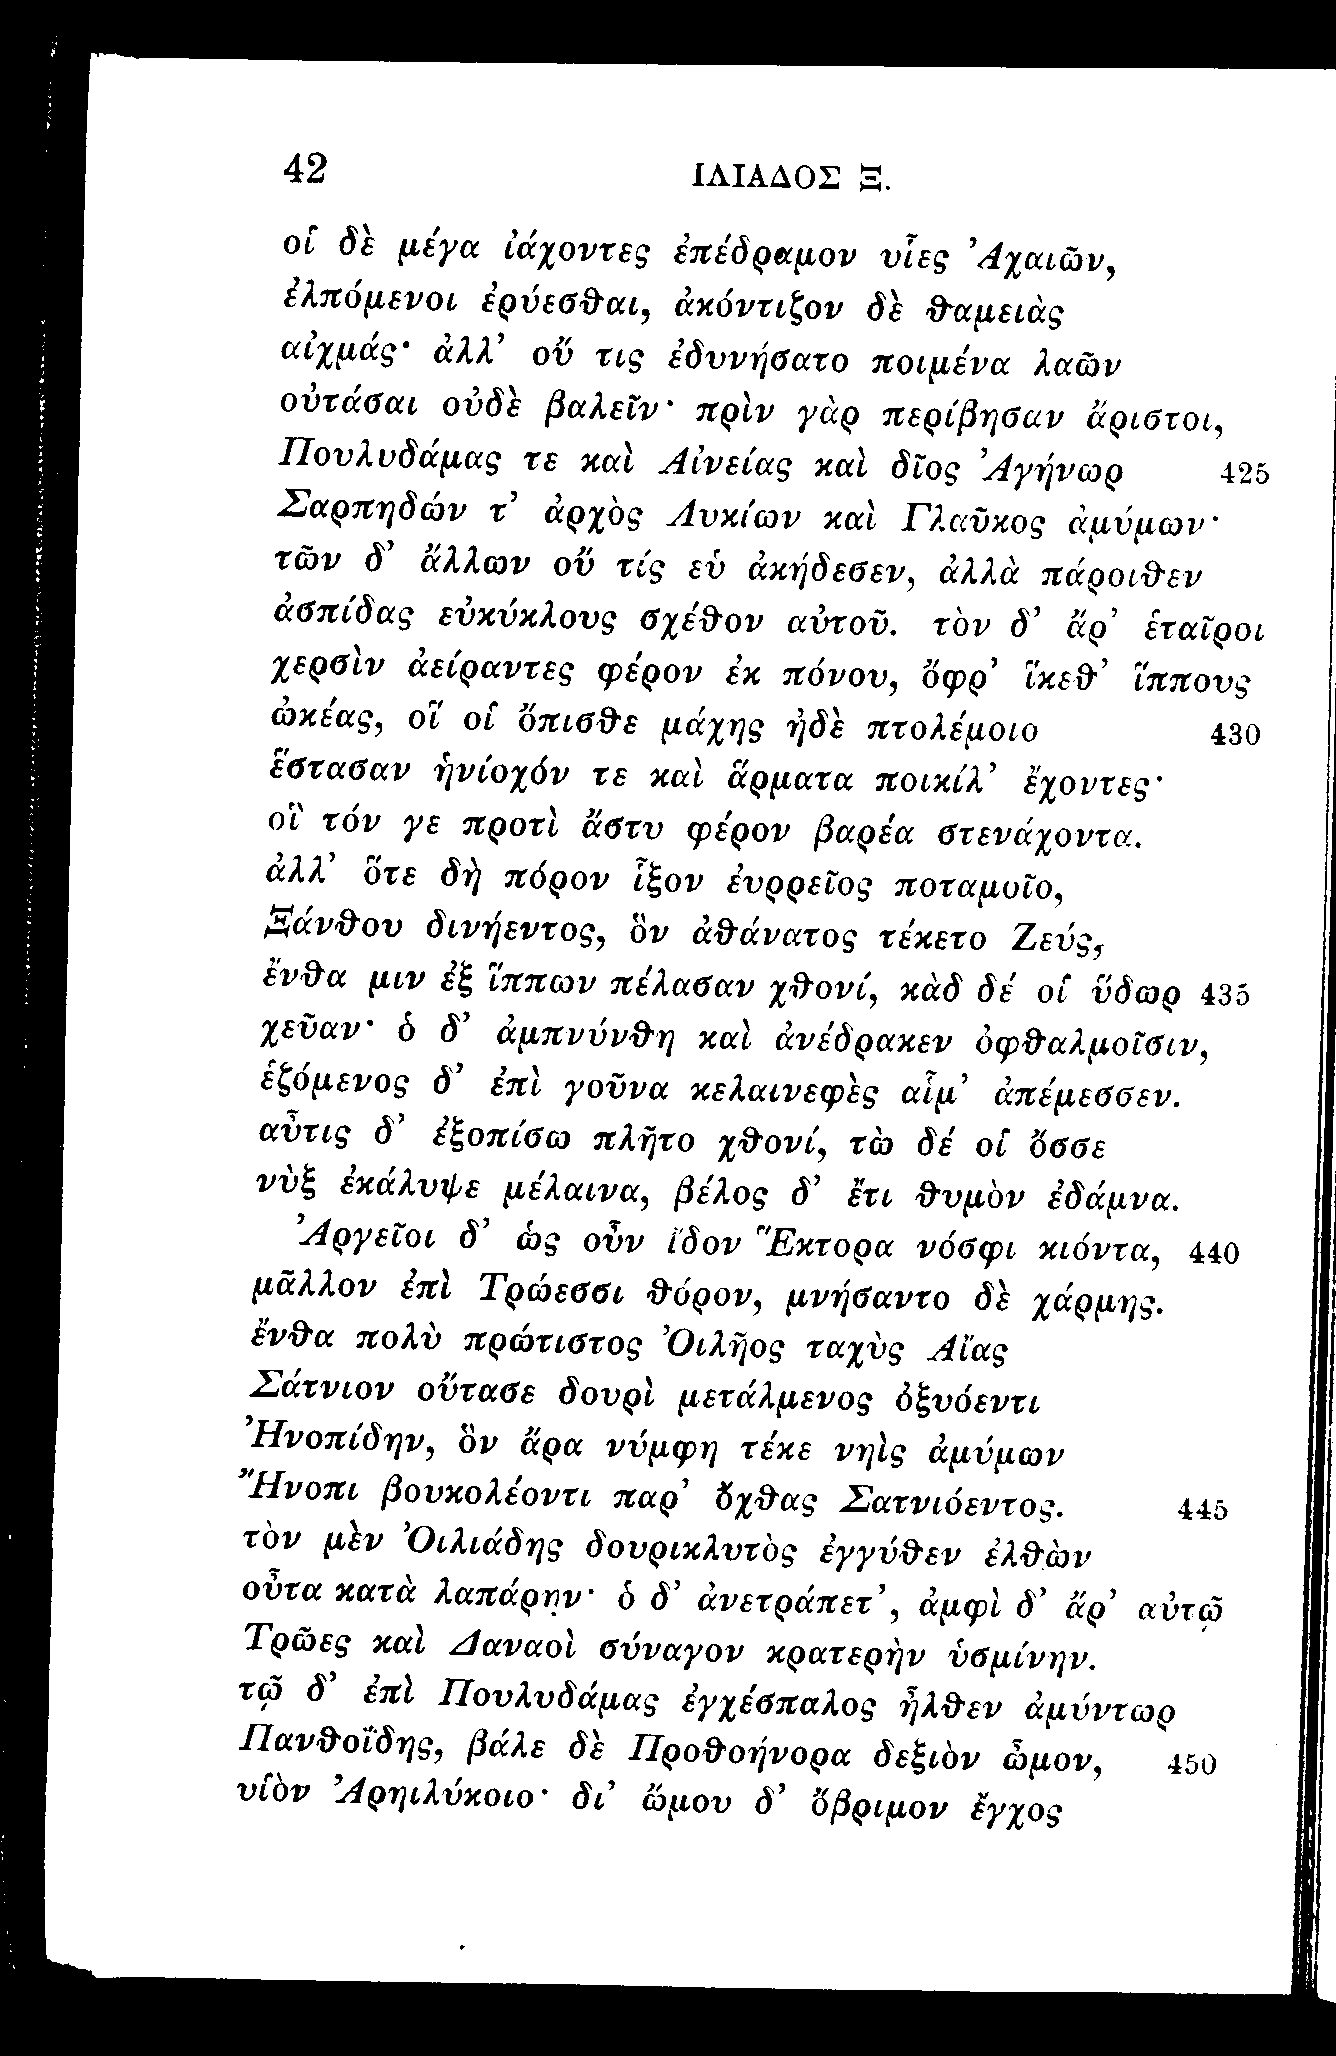 42 ΙΛΙΑΔΟΣ Ξ.
οἱ δὲ μέγα ἰάχοντες ἐπέδραμον υἷες Ἀχαιῶν,
ἐλπόμενοι ἐρύεσθαι, ἀκόντιζον δὲ θαμειὰς
αἰχμάς· ἀλλ’ οὔ τις ἐδυνήσατο ποιμένα λαῶν
οὐτάσαι οὐδὲ βαλεῖν· πρὶν γὰρ περίβησαν ἄριστοι,
Πουλυδάμας τε καὶ Αἰνείας καὶ δῖος Ἀγήνωρ 425
Σαρπηδών τ’ ἀρχὸς Λυκίων καὶ Γλαῦκος ἀμύμων·
τῶν δ’ ἄλλων οὔ τίς εὑ ἀκήδεσεν, ἀλλὰ πάροιθεν
ἀσπίδας εὐκύκλους σχέθον αὐτοῦ. τὸν δ’ ἄρ’ ἑταῖροι
χερσὶν ἀείραντες φέρον ἐκ πόνου, ὄφρ’ ἵκεθ’ ἵππους
ὠκέας, οἵ οἱ ὄπισθε μάχης ἠδὲ πτολέμοιο 430
ἕστασαν ἡνίοχόν τε καὶ ἅρματα ποικίλ’ ἔχοντες·
οἳ τόν γε προτὶ ἄστυ φέρον βαρέα στενάχοντα.
ἀλλ’ ὅτε δὴ πόρον ἷξον ἐυρρεῖος ποταμοῖο,
Ξάνθου δινήεντος, ὃν ἀθάνατος τέκετο Ζεύς,
ἔνθα μιν ἐξ ἵππων πέλασαν χθονί, κὰδ δέ οἱ ὕδωρ 435
χεῦαν· ὁ δ’ ἀμπνύνθη καὶ ἀνέδρακεν ὀφθαλμοῖσιν,
ἑζόμενος δ’ ἐπὶ γοῦνα κελαινεφὲς αἷμ’ ἀπέμεσσεν.
αὖτις δ’ ἐξοπίσω πλῆτο χθονί, τὼ δέ οἱ ὄσσε
νὺξ ἐκάλυψε μέλαινα, βέλος δ’ ἔτι θυμὸν ἐδάμνα.
Ἀργεῖοι δ’ ὡς οὖν ἴδον Ἕκτορα νόσφι κιόντα, 440
μᾶλλον ἐπὶ Τρώεσσι θόρον, μνήσαντο δὲ χάρμης.
ἔνθα πολὺ πρώτιστος Ὀιλῆος ταχὺς Αἴας
Σάτνιον οὔτασε δουρὶ μετάλμενος ὀξυόεντι
Ἠνοπίδην, ὃν ἄρα νύμφη τέκε νηὶς ἀμύμων
Ἤνοπι βουκολέοντι παρ’ ὄχθας Σατνιόεντος. 445
τὸν μὲν Ὀιλιάδης δουρικλυτὸς ἐγγύθεν ἐλθὼν
οὖτα κατὰ λαπάρην· ὁ δ’ ἀνετράπετ’, ἀμφὶ δ’ ἄρ’ αὐτῷ
Τρῶες καὶ Δαναοὶ σύναγον κρατερὴν ὑσμίνην.
τῷ δ’ ἐπὶ Πουλυδάμας ἐγχέσπαλος ἦλθεν ἀμύντωρ
Πανθοΐδης, βάλε δὲ Προθοήνορα δεξιὸν ὦμον, 450
υἱὸν Ἀρηιλύκοιο· δι’ ὤμου δ’ ὄβριμον ἔγχος